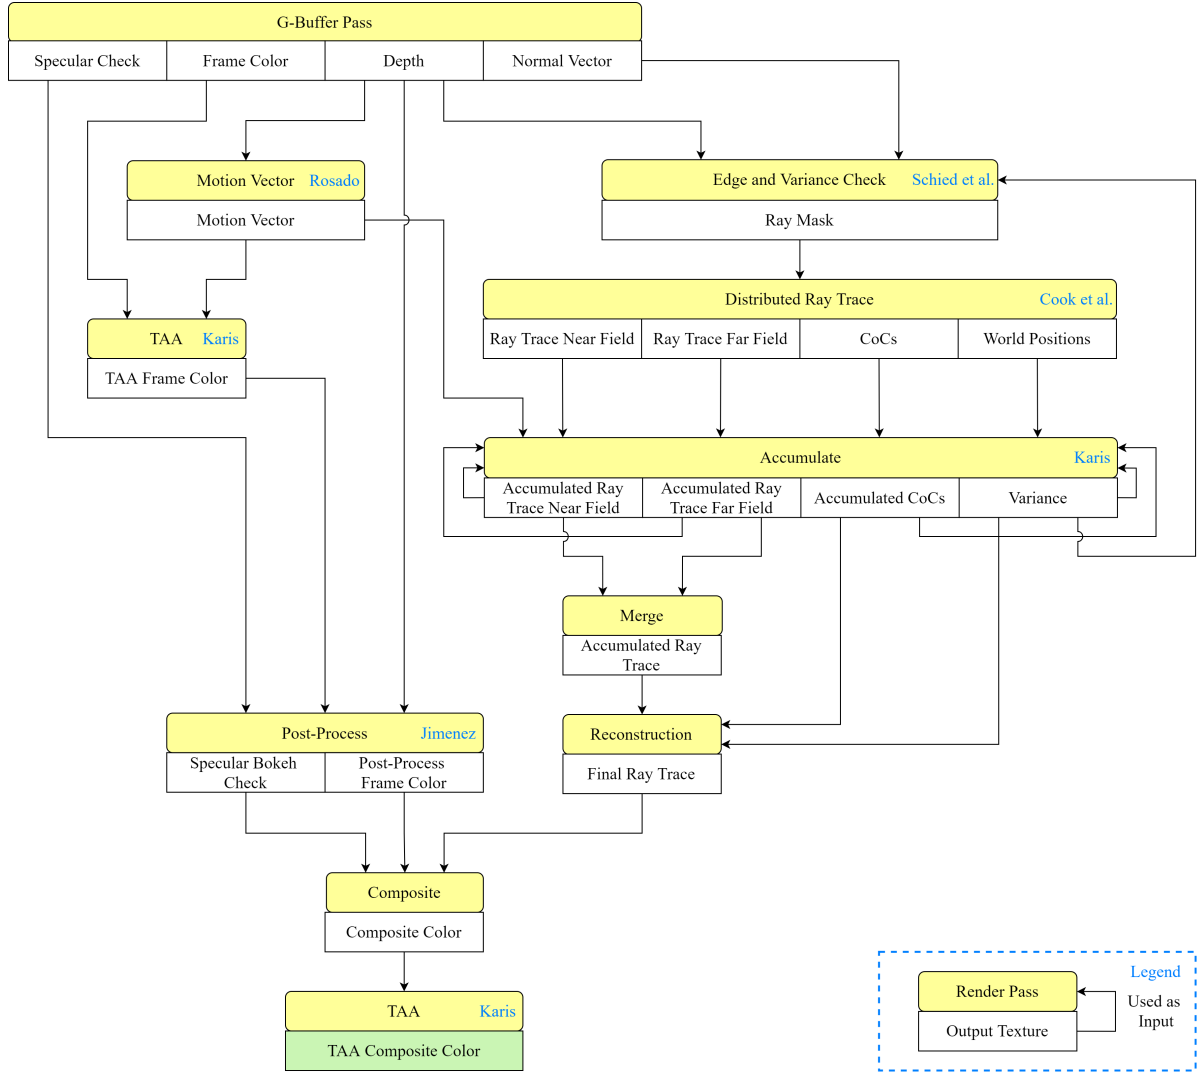 G-Buffer Pass
Specular Check
Frame Color
Depth
Normal Vector
Motion Vector
Rosado
Motion Vector
Edge and Variance Check
Schied et al.
Ray Mask
Distributed Ray Trace
Cook et al.
Ray Trace Near Field
Ray Trace Far Field
CoCs
World Positions
TAA
Karis
TAA Frame Color
Accumulate
Karis
Accumulated Ray
Trace Near Field
Accumulated Ray
Trace Far Field
Accumulated CoCs
Variance
Merge
Accumulated Ray
Trace
Post-Process
Jimenez
Specular Bokeh
Check
Post-Process
Frame Color
Reconstruction
Final Ray Trace
Composite
Composite Color
TAA
Karis
TAA Composite Color
Legend
Render Pass
Output Texture
Used as
Input